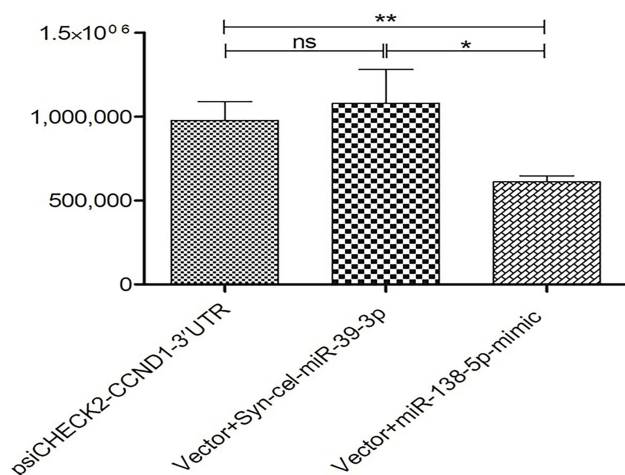 **
1.5×10⁰⁶
ns
*
1,000,000
500,000
0
psiCHECK2-CCND1-3'UTR
Vector+Syn-cel-miR-39-3p
Vector+miR-138-5p-mimic